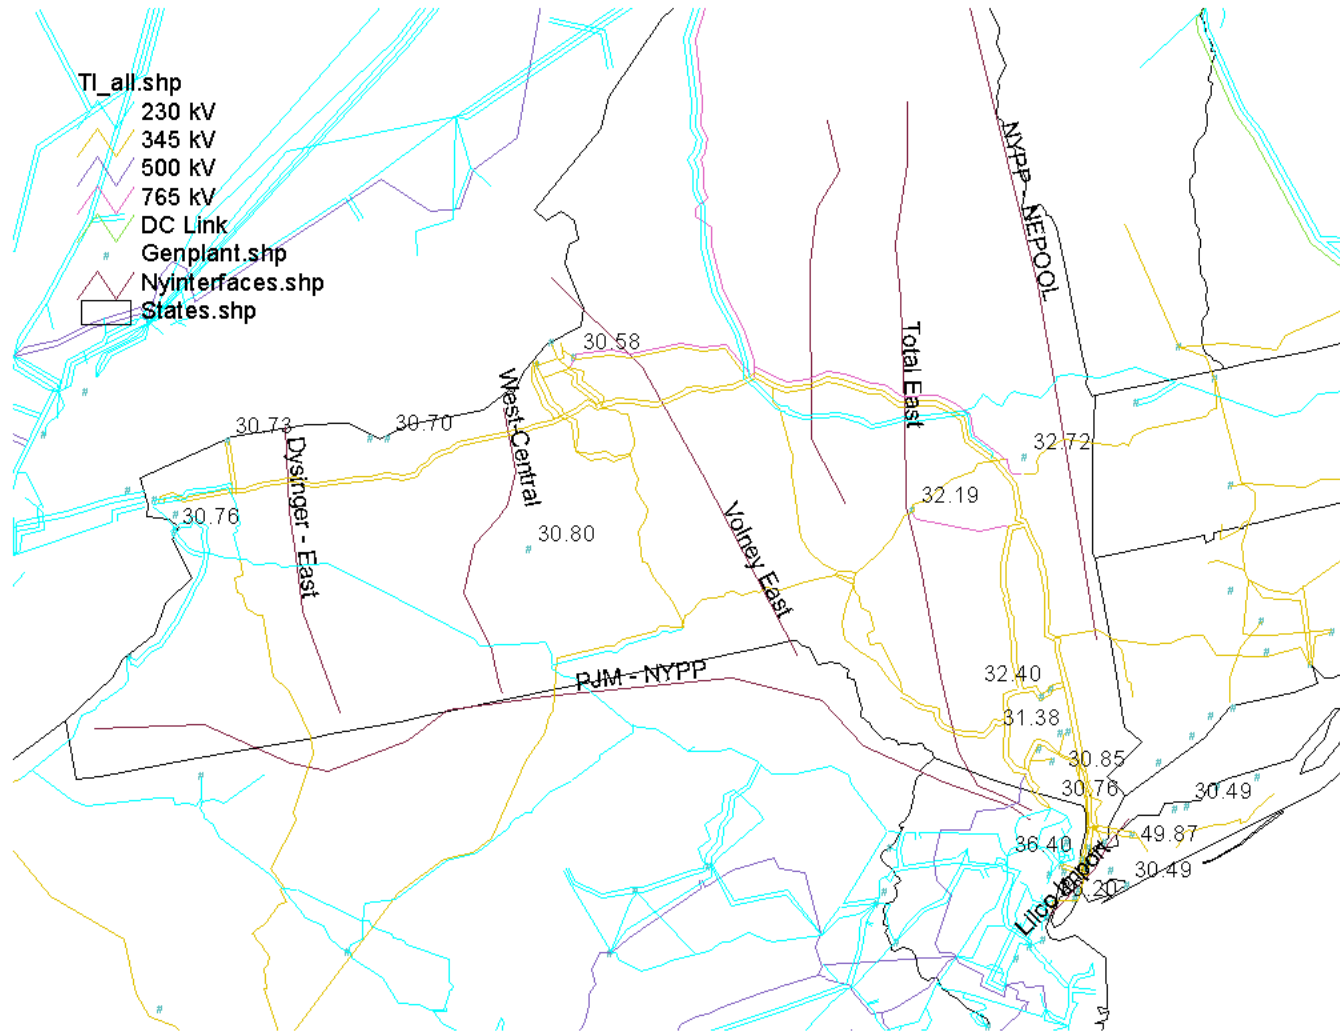 Tl_all.shp
230 kV
345 kV
500 kV
765 kV
DC Link
Genplant.shp
Nyinterfaces.shp
States.shp
NYPP - NEPOOL
30.58
Total East
West-Central
30.73
30.70
Dysinger - East
32.72
32.19
30.76
30.80
Volney East
PJM - NYPP
32.40
31.38
30.85
30.76
30.49
49.87
36.40
30.49
Lilco Import